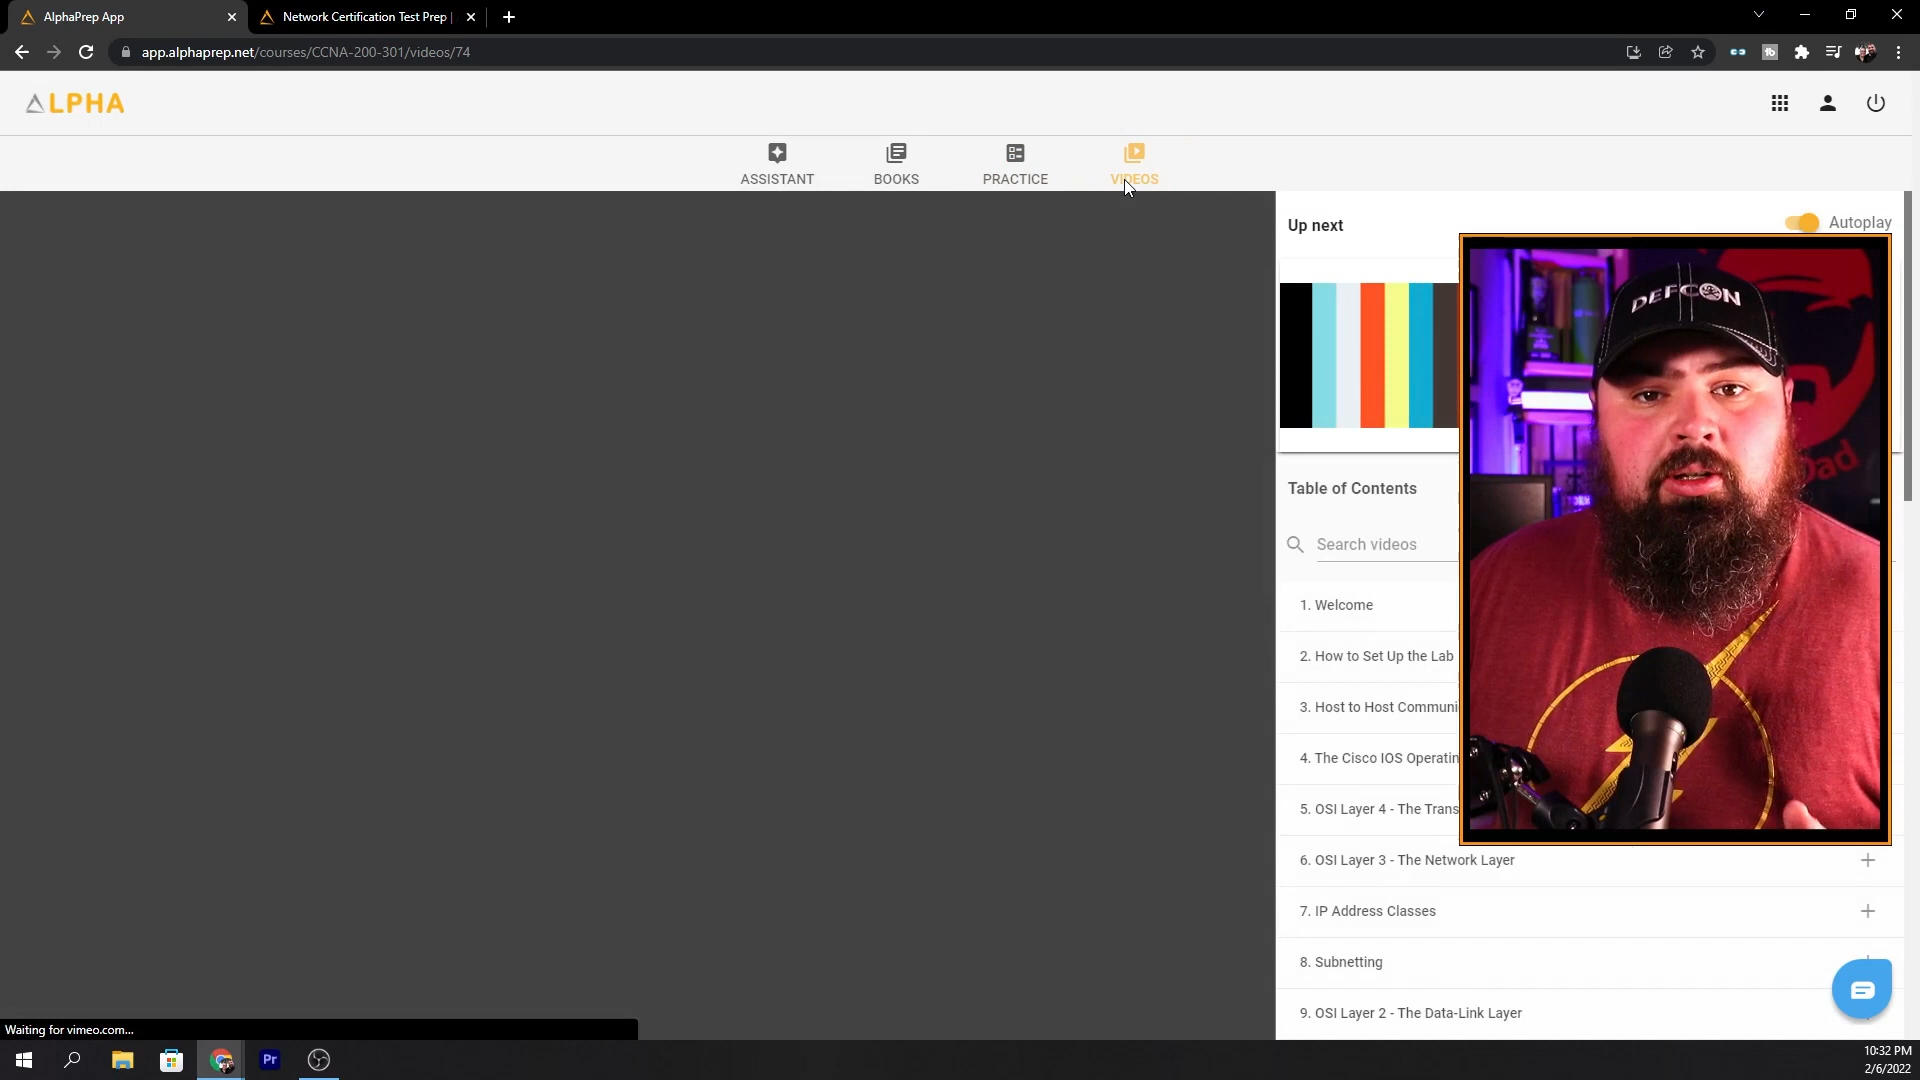 AlphaPrep App
Network Certification Test Prep |
app.alphaprep.net/courses/CCNA-200-301/videos/74
LPHA
ASSISTANT
BOOKS
PRACTICE
VIDEOS
Up next
Autoplay
DEFCON
Dad
Table of Contents
Search videos
1. Welcome
2. How to Set Up the Lab
3. Host to Host Communi
4. The Cisco IOS Operatin
5. OSI Layer 4 - The Trans
6. OSI Layer 3 - The Network Layer
7. IP Address Classes
8. Subnetting
9. OSI Layer 2 - The Data-Link Layer
Waiting for vimeo.com...
Pr
10:32 PM
2/6/2022